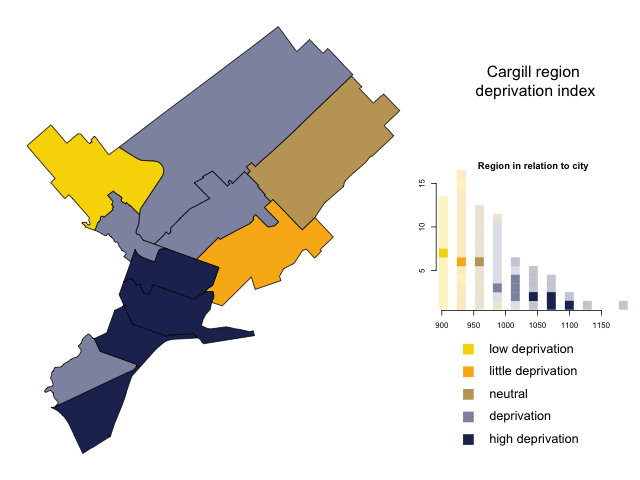 Cargill region
deprivation index
Region in relation to city
15
10
5
900 950 1000 1050 1100 1150
low deprivation
little deprivation
neutral
deprivation
high deprivation